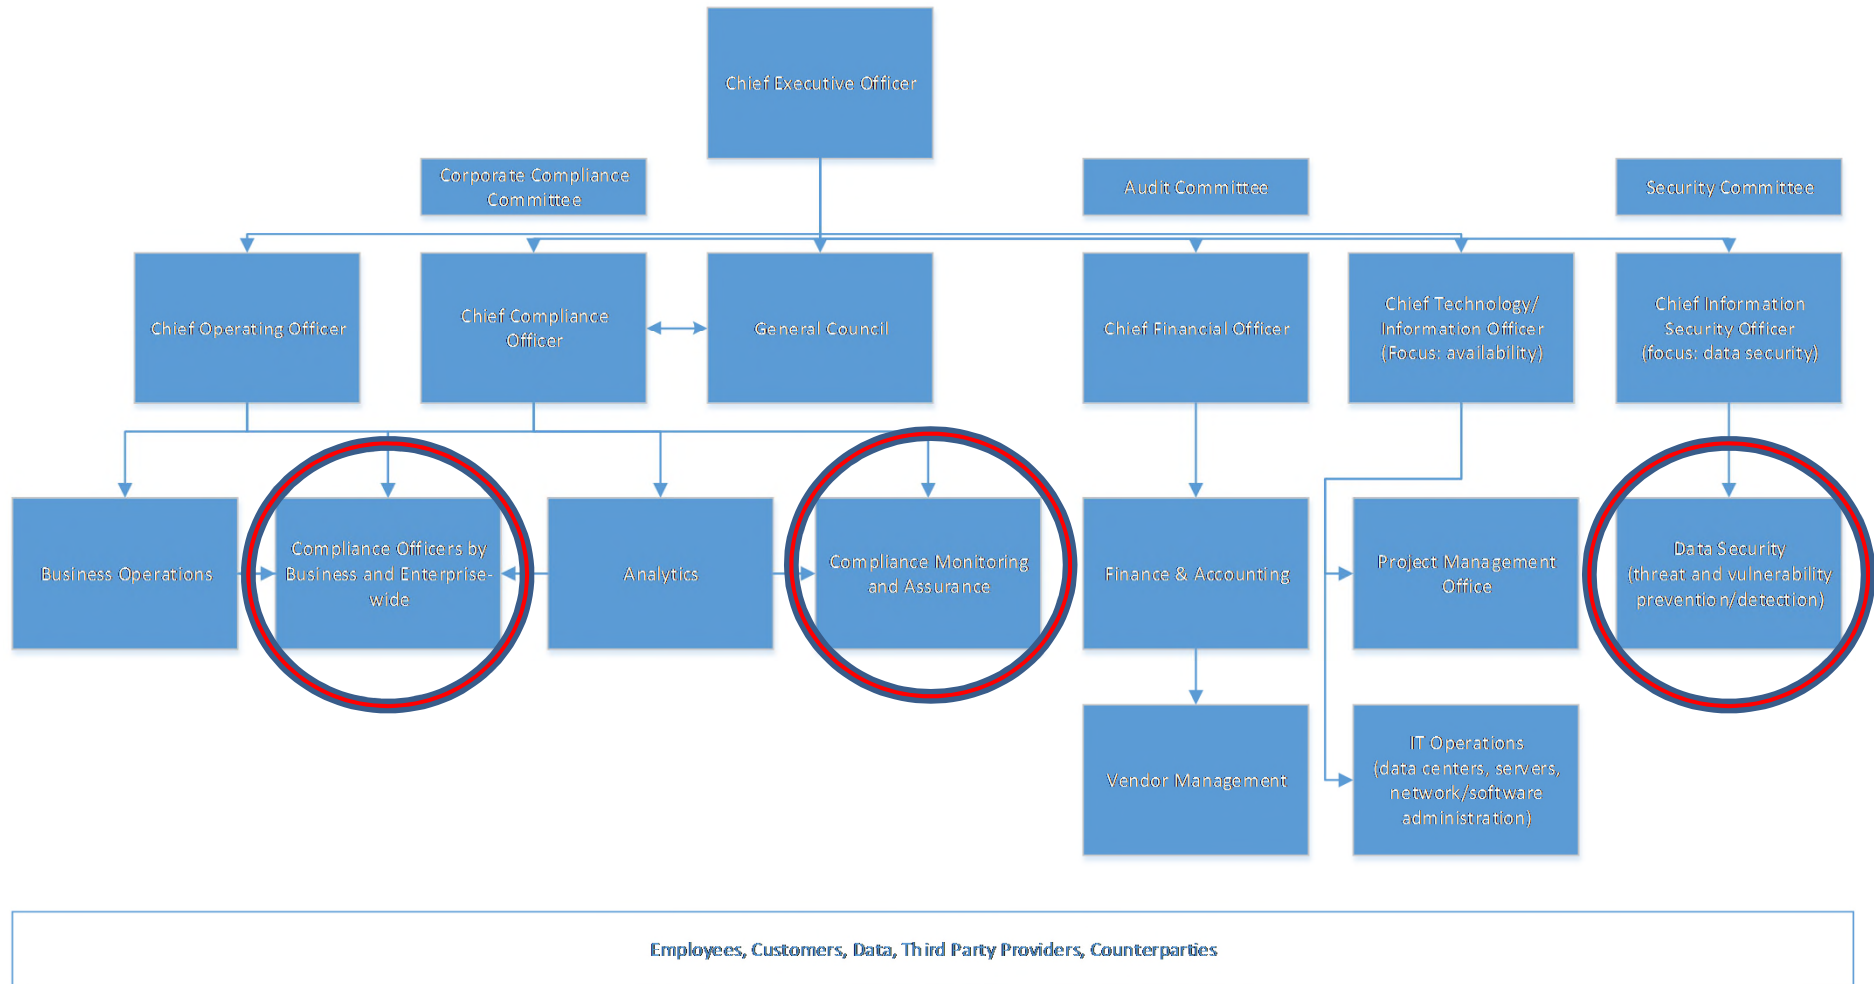 Chief Executive Officer
Corporate Compliance
Committee
Audit Committee
Security Committee
Chief Operating Officer
Chief Compliance
Officer
General Council
Chief Financial Officer
Chief Technology/
Information Officer
(Focus: availability)
Chief Information
Security Officer
(focus: data security)
Business Operations
Compliance Officers by
Business and Enterprise-
wide
Analytics
Compliance Monitoring
and Assurance
Finance & Accounting
Project Management
Office
Data Security
(threat and vulnerability
prevention/detection)
Vendor Management
IT Operations
(data centers, servers,
network/software
administration)
Employees, Customers, Data, Third Party Providers, Counterparties